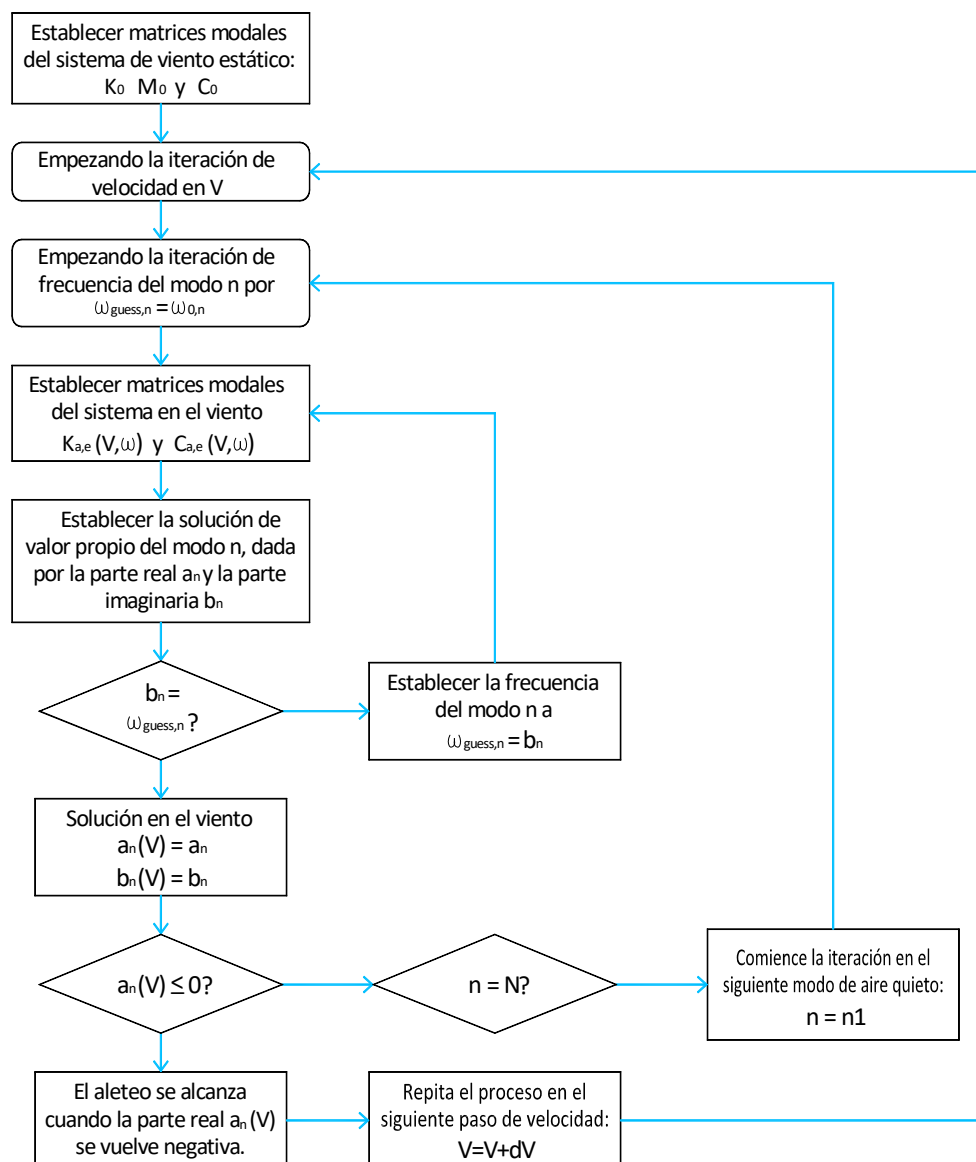 Establecer matrices modales
del sistema de viento estático:
K₀ M₀ y C₀
Empezando la iteración de
velocidad en V
Empezando la iteración de
frecuencia del modo n por
ωguess,n = ω0,n
Establecer matrices modales
del sistema en el viento
Ka,e (V,ω) y Ca,e (V,ω)
Establecer la solución de
valor propio del modo n, dada
por la parte real an y la parte
imaginaria bn
bn =
ωguess,n ?
Establecer la frecuencia
del modo n a
ωguess,n = bn
Solución en el viento
an(V) = an
bn(V) = bn
an(V) ≤ 0?
n = N?
Comience la iteración en el
siguiente modo de aire quieto:
n = n1
El aleteo se alcanza
cuando la parte real an (V)
se vuelve negativa.
Repita el proceso en el
siguiente paso de velocidad:
V=V+dV